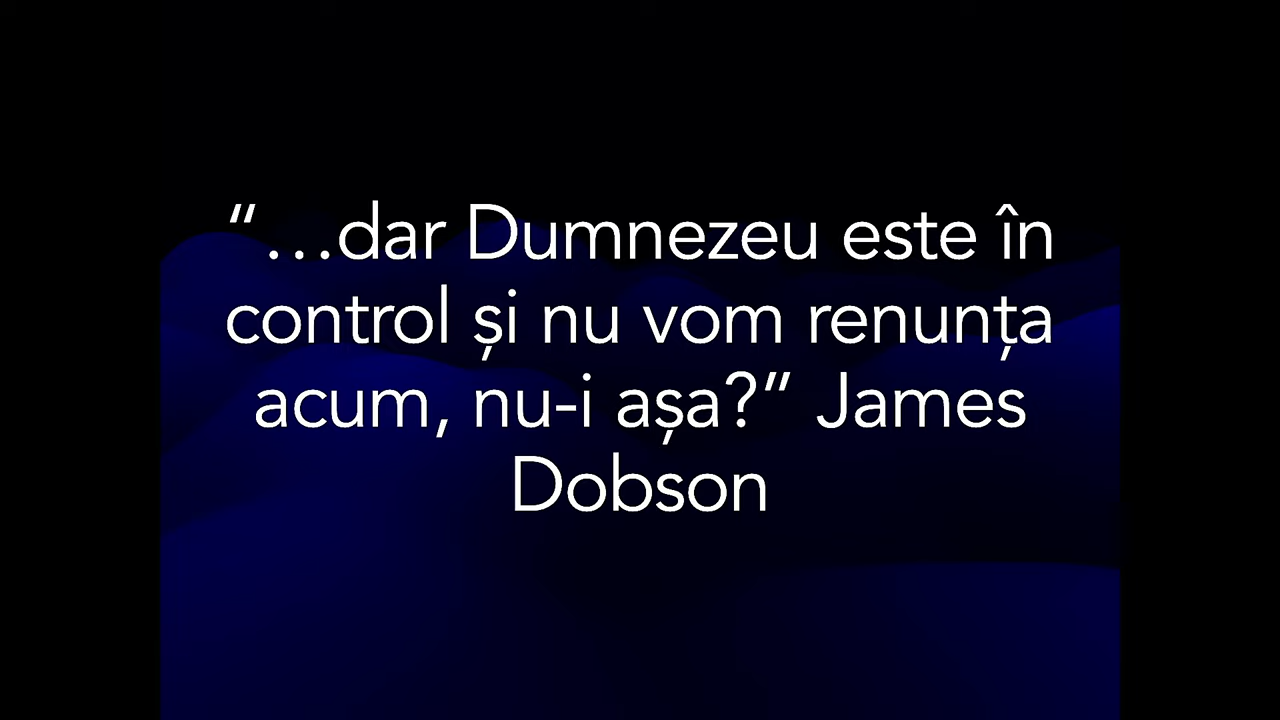 “...dar Dumnezeu este în
control și nu vom renunța
acum, nu-i așa?” James
Dobson